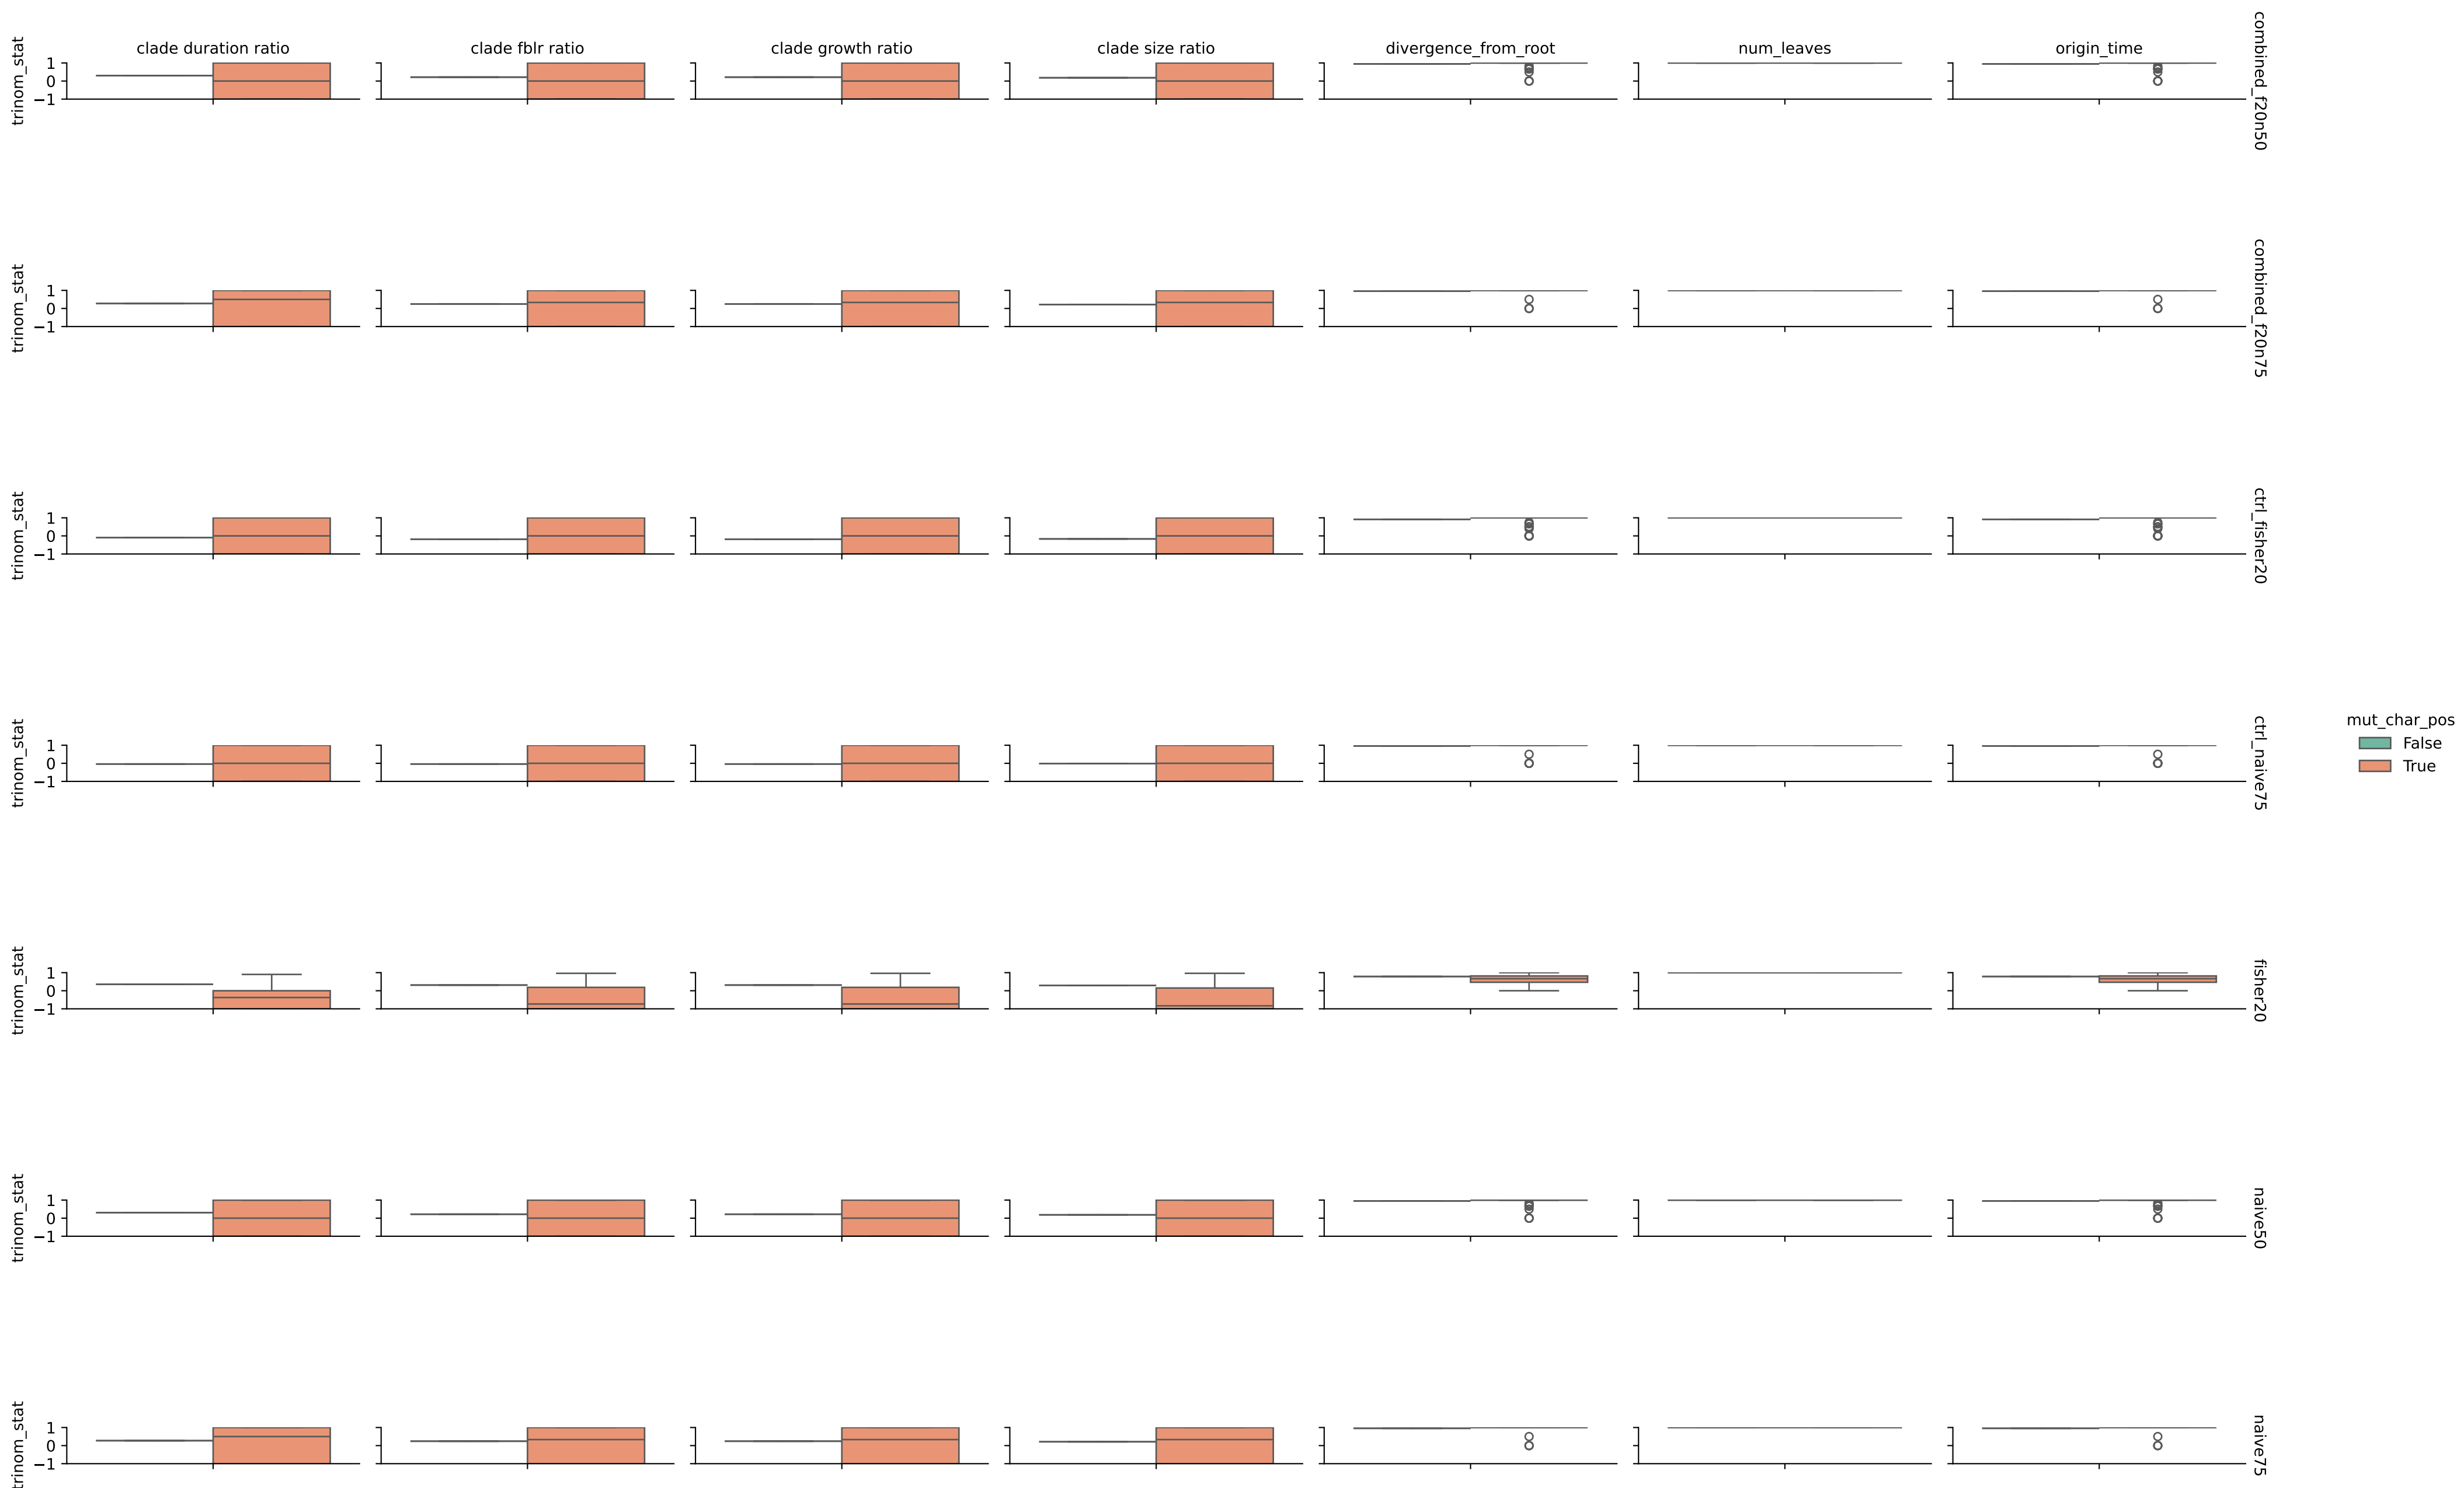 clade duration ratio
clade fblr ratio
clade growth ratio
clade size ratio
divergence_from_root
num_leaves
origin_time
trinom_stat
1
0
−1
combined_f20n50
trinom_stat
1
0
−1
combined_f20n75
trinom_stat
1
0
−1
ctrl_fisher20
trinom_stat
1
0
−1
ctrl_naive75
mut_char_pos
False
True
trinom_stat
1
0
−1
fisher20
trinom_stat
1
0
−1
naive50
trinom_stat
1
0
−1
naive75